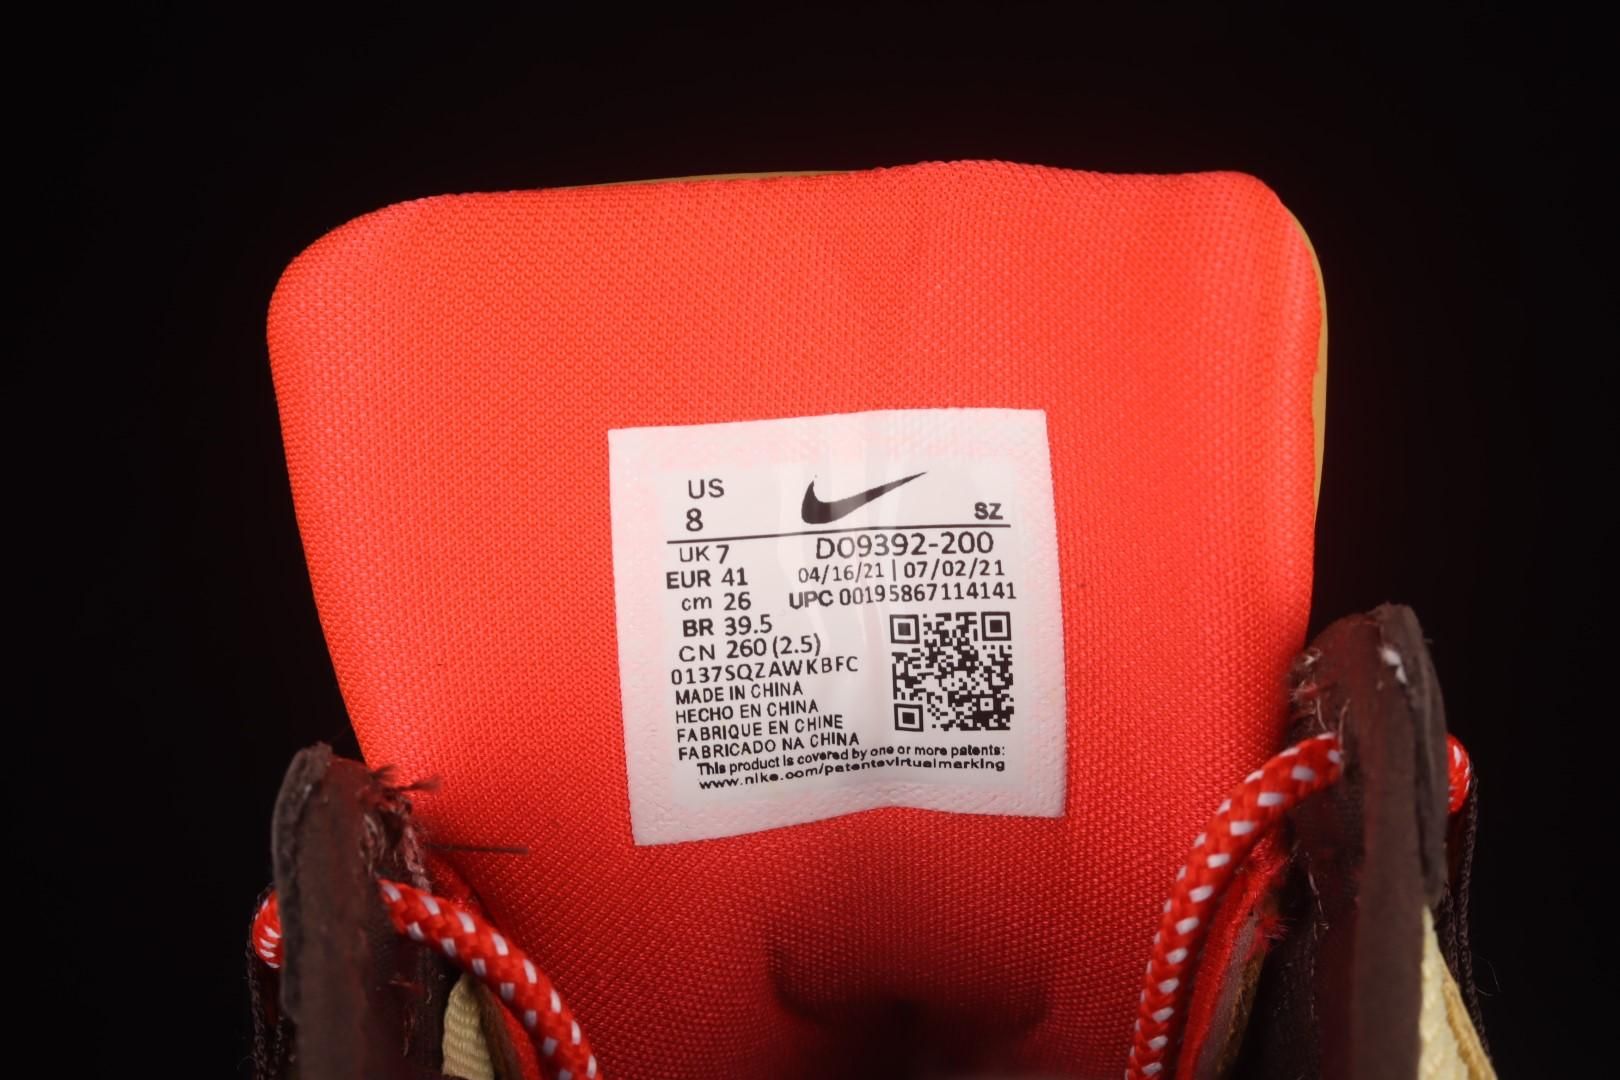 US
8
SZ
UK 7
DO9392-200
EUR 41
04/16/21 | 07/02/21
cm 26
UPC 00195867114141
BR 39.5
CN 260 (2.5)
0137SQZAWKBFC
MADE IN CHINA
HECHO EN CHINA
FABRIQUE EN CHINE
FABRICADO NA CHINA
This product is covered by one or more patents:
www.nike.com/patentsvirtualmarking